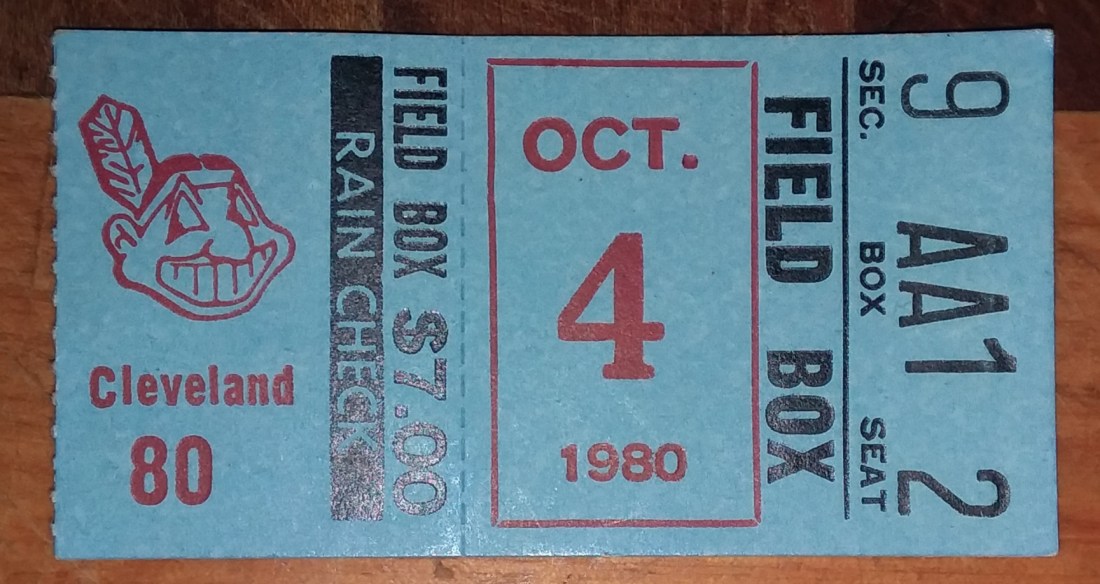 Cleveland
80
FIELD BOX $7.00
RAIN CHECK
OCT.
4
1980
FIELD BOX
SEC. BOX SEAT
9 AA1 2